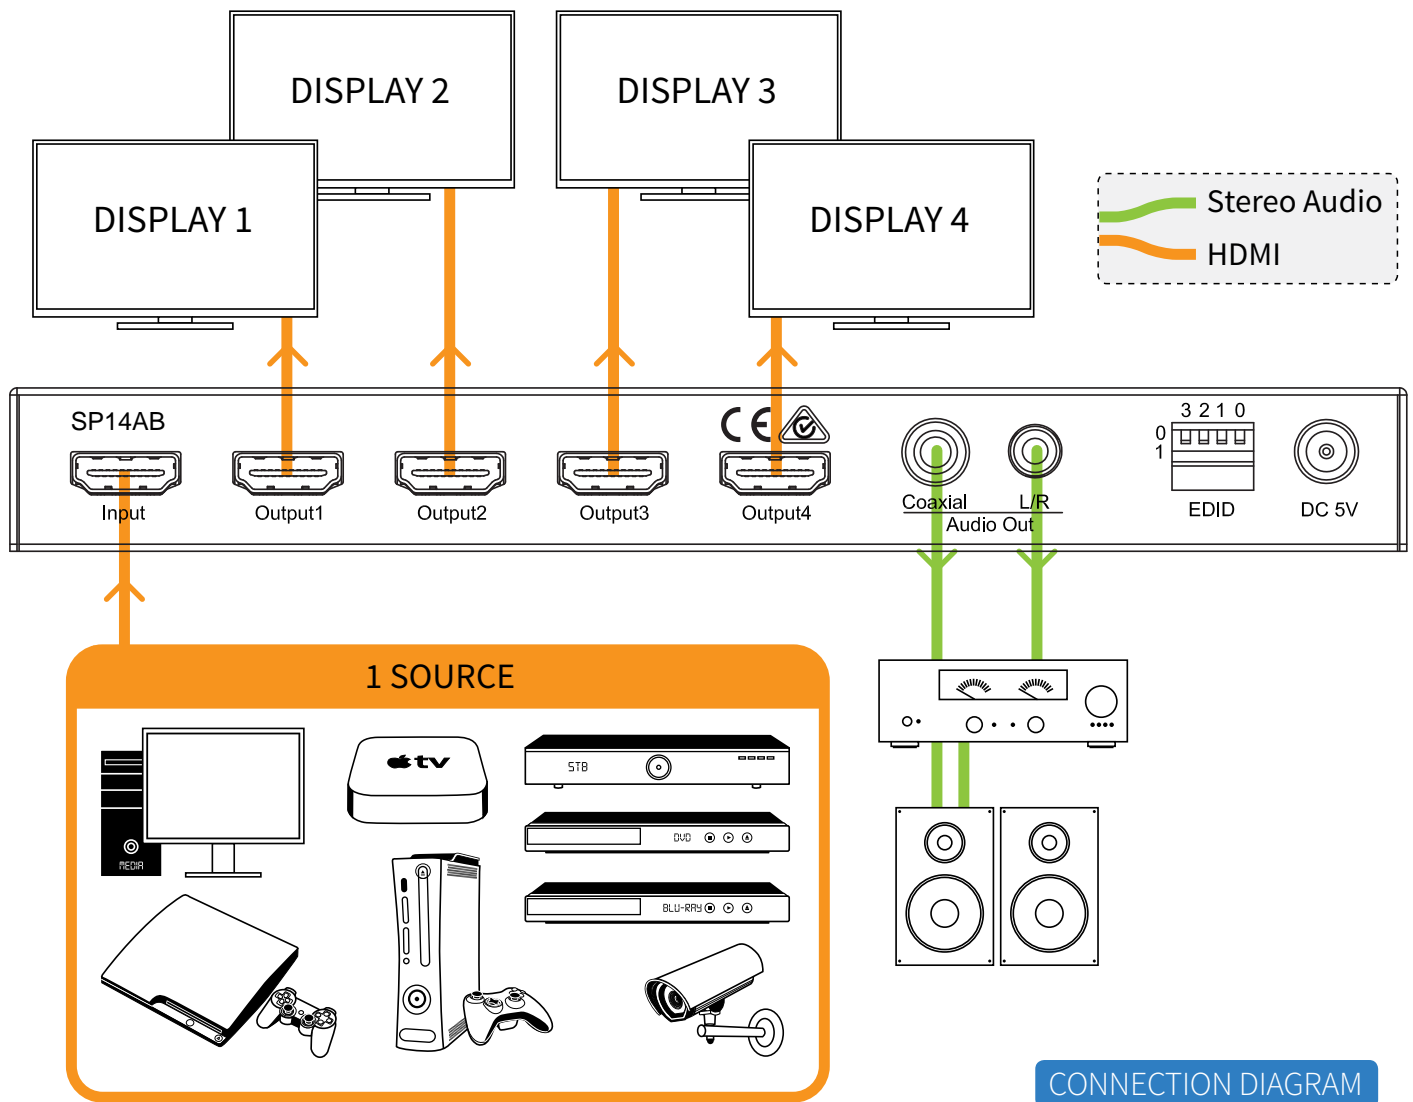 DISPLAY 2
DISPLAY 3
DISPLAY 1
DISPLAY 4
Stereo Audio
HDMI
SP14AB
CE
3 2 1 0
0
1
Input
Output1
Output2
Output3
Output4
Coaxial
L/R
Audio Out
EDID
DC 5V
1 SOURCE
tv
STB
DVD
BLU-RAY
MEDIA
CONNECTION DIAGRAM